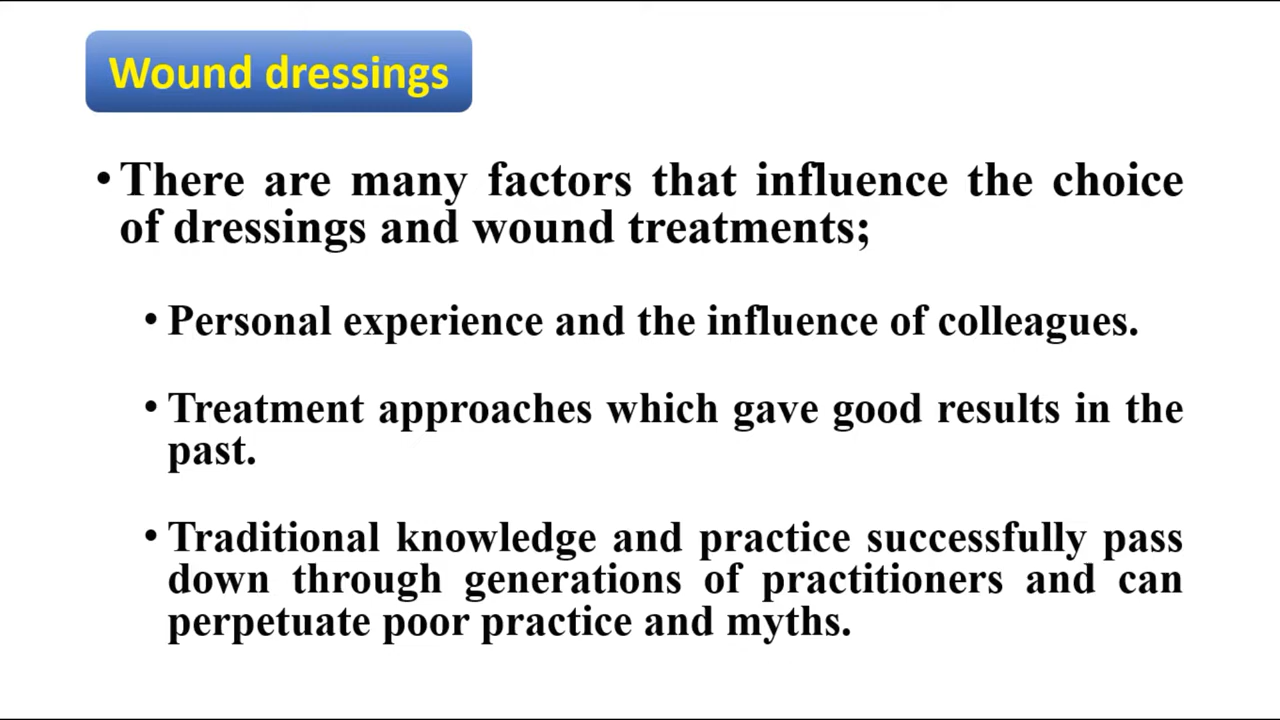 Wound dressings
• There are many factors that influence the choice
of dressings and wound treatments;
• Personal experience and the influence of colleagues.
• Treatment approaches which gave good results in the
past.
• Traditional knowledge and practice successfully pass
down through generations of practitioners and can
perpetuate poor practice and myths.